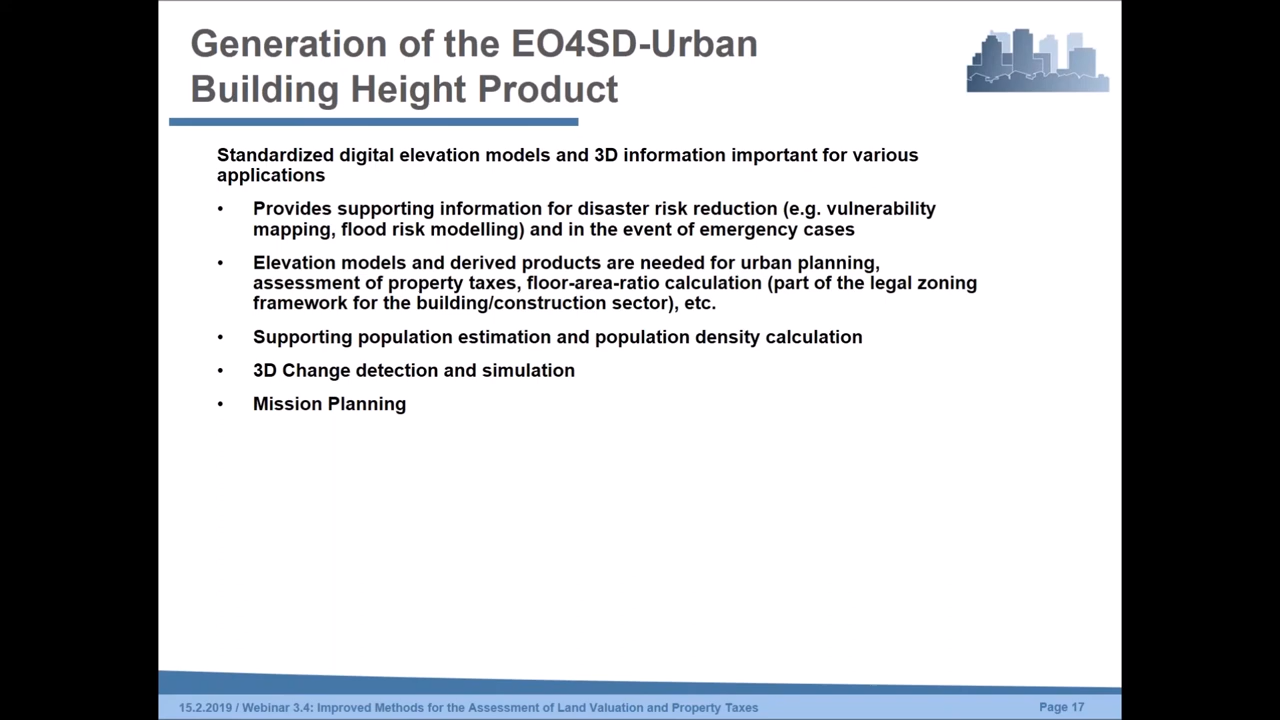 Generation of the EO4SD-Urban
Building Height Product
Standardized digital elevation models and 3D information important for various
applications
• Provides supporting information for disaster risk reduction (e.g. vulnerability
mapping, flood risk modelling) and in the event of emergency cases
• Elevation models and derived products are needed for urban planning,
assessment of property taxes, floor-area-ratio calculation (part of the legal zoning
framework for the building/construction sector), etc.
• Supporting population estimation and population density calculation
• 3D Change detection and simulation
• Mission Planning
15.2.2019 / Webinar 3.4: Improved Methods for the Assessment of Land Valuation and Property Taxes
Page 17